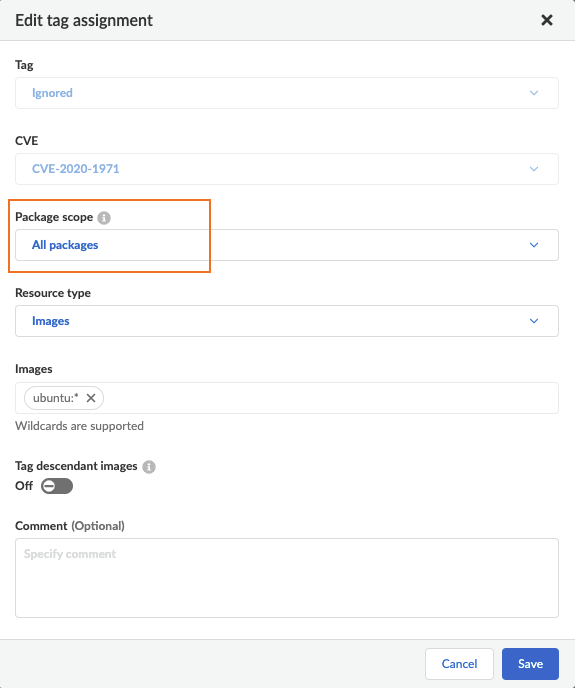 Edit tag assignment
Tag
Ignored
CVE
CVE-2020-1971
Package scope
All packages
Resource type
Images
Images
ubuntu:*
Wildcards are supported
Tag descendant images
Off
Comment (Optional)
Specify comment
Cancel Save